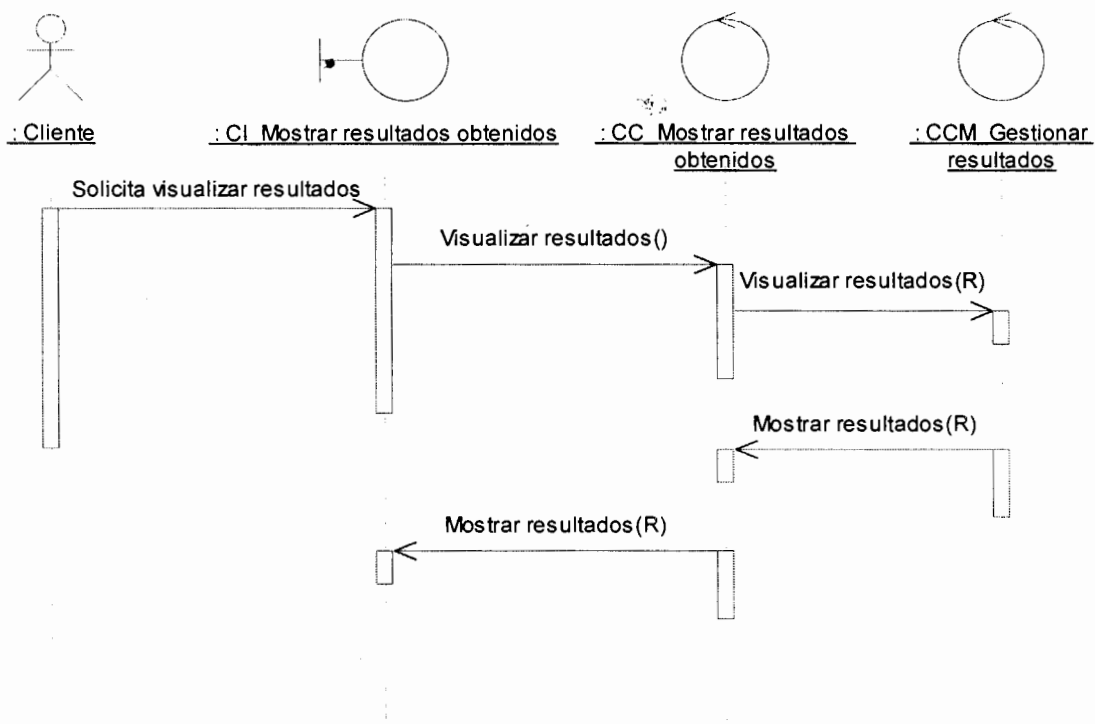 : Cliente
: CI_Mostrar resultados obtenidos
: CC_Mostrar resultados
obtenidos
: CCM_Gestionar
resultados
Solicita visualizar resultados
Visualizar resultados()
Visualizar resultados(R)
Mostrar resultados(R)
Mostrar resultados(R)